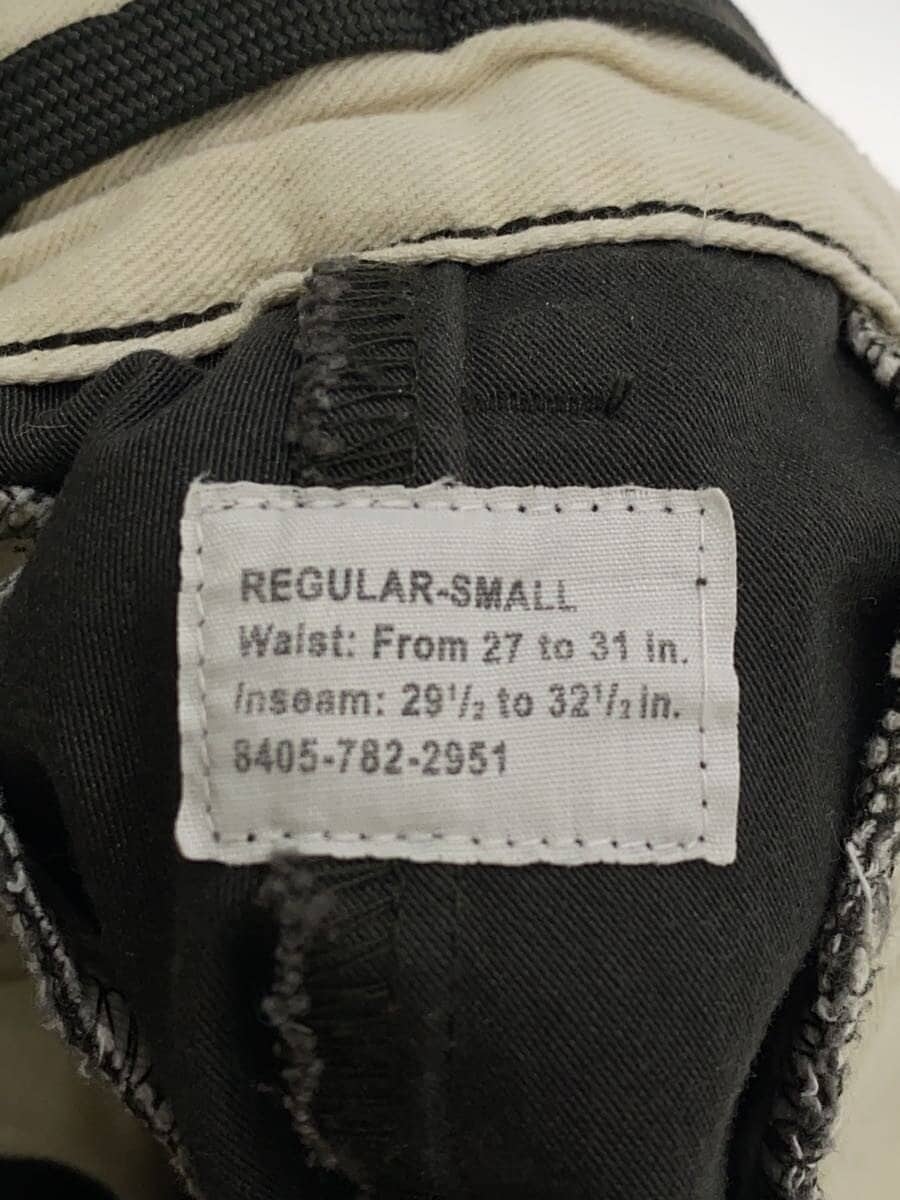 REGULAR-SMALL
Waist: From 27 to 31 in.
Inseam: 29½ to 32½ in.
8405-782-2951